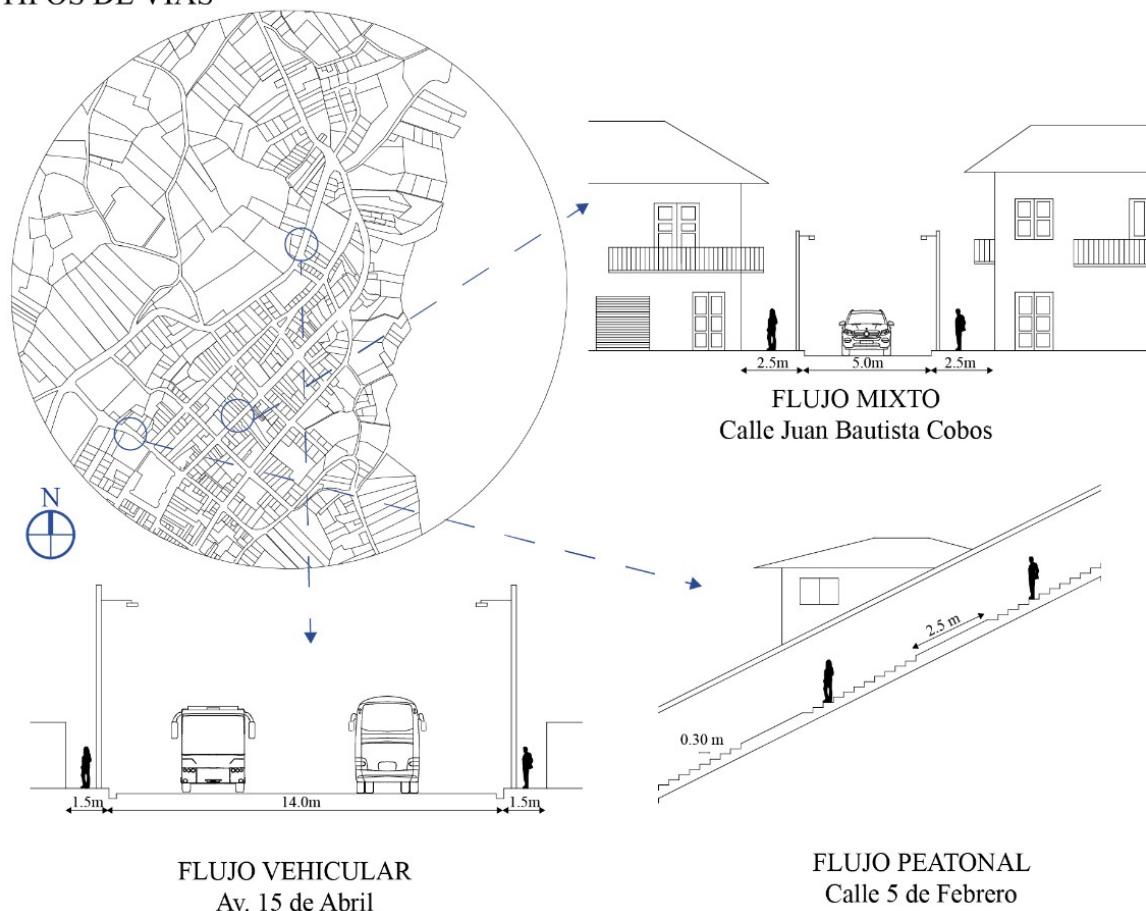 TIPOS DE VIAS
2.5m 5.0m 2.5m
FLUJO MIXTO
Calle Juan Bautista Cobos
N
2.5 m
0.30 m
1.5m 14.0m 1.5m
FLUJO VEHICULAR
Av. 15 de Abril
FLUJO PEATONAL
Calle 5 de Febrero